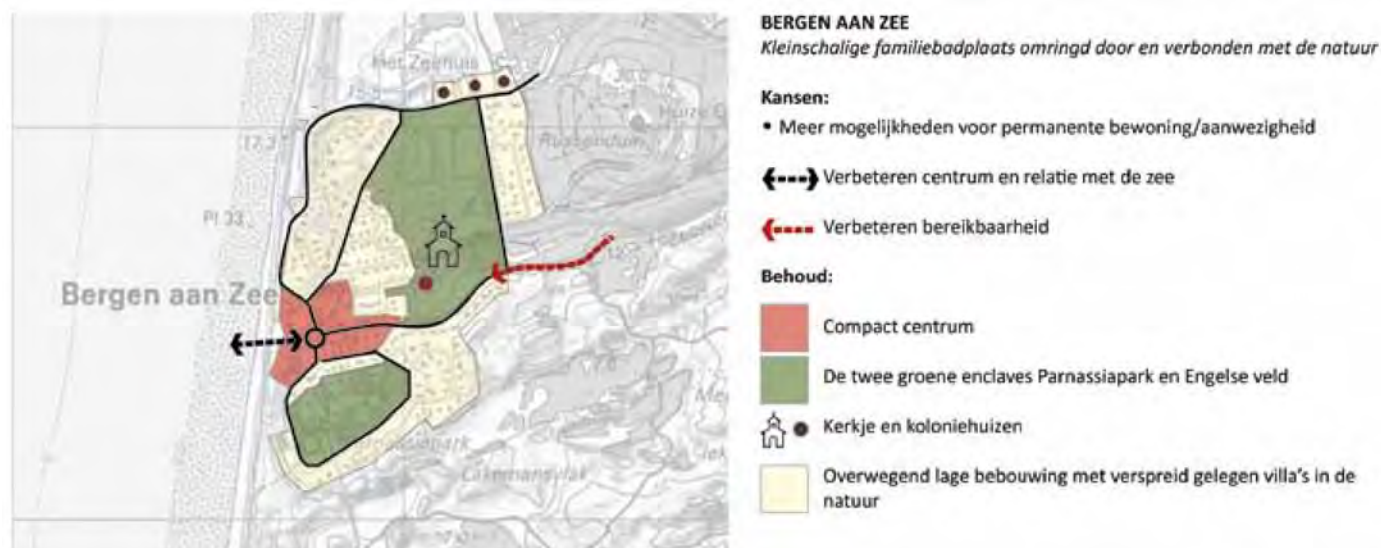 Het Zeehuis
Russenduin
17.3
Pl 33
Bergen aan Zee
Parnassiapark
Lakemansvlak
BERGEN AAN ZEE
Kleinschalige familiebadplaats omringd door en verbonden met de natuur
Kansen:
• Meer mogelijkheden voor permanente bewoning/aanwezigheid
Verbeteren centrum en relatie met de zee
Verbeteren bereikbaarheid
Behoud:
Compact centrum
De twee groene enclaves Parnassiapark en Engelse veld
Kerkje en koloniehuizen
Overwegend lage bebouwing met verspreid gelegen villa's in de
natuur